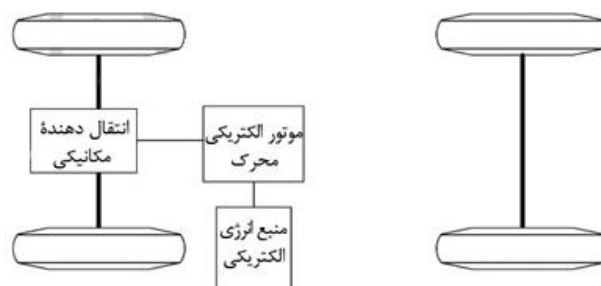 انتقال دهندهٔ
مکانیکی
موتور الکتریکی
محرک
منبع انرژی
الکتریکی